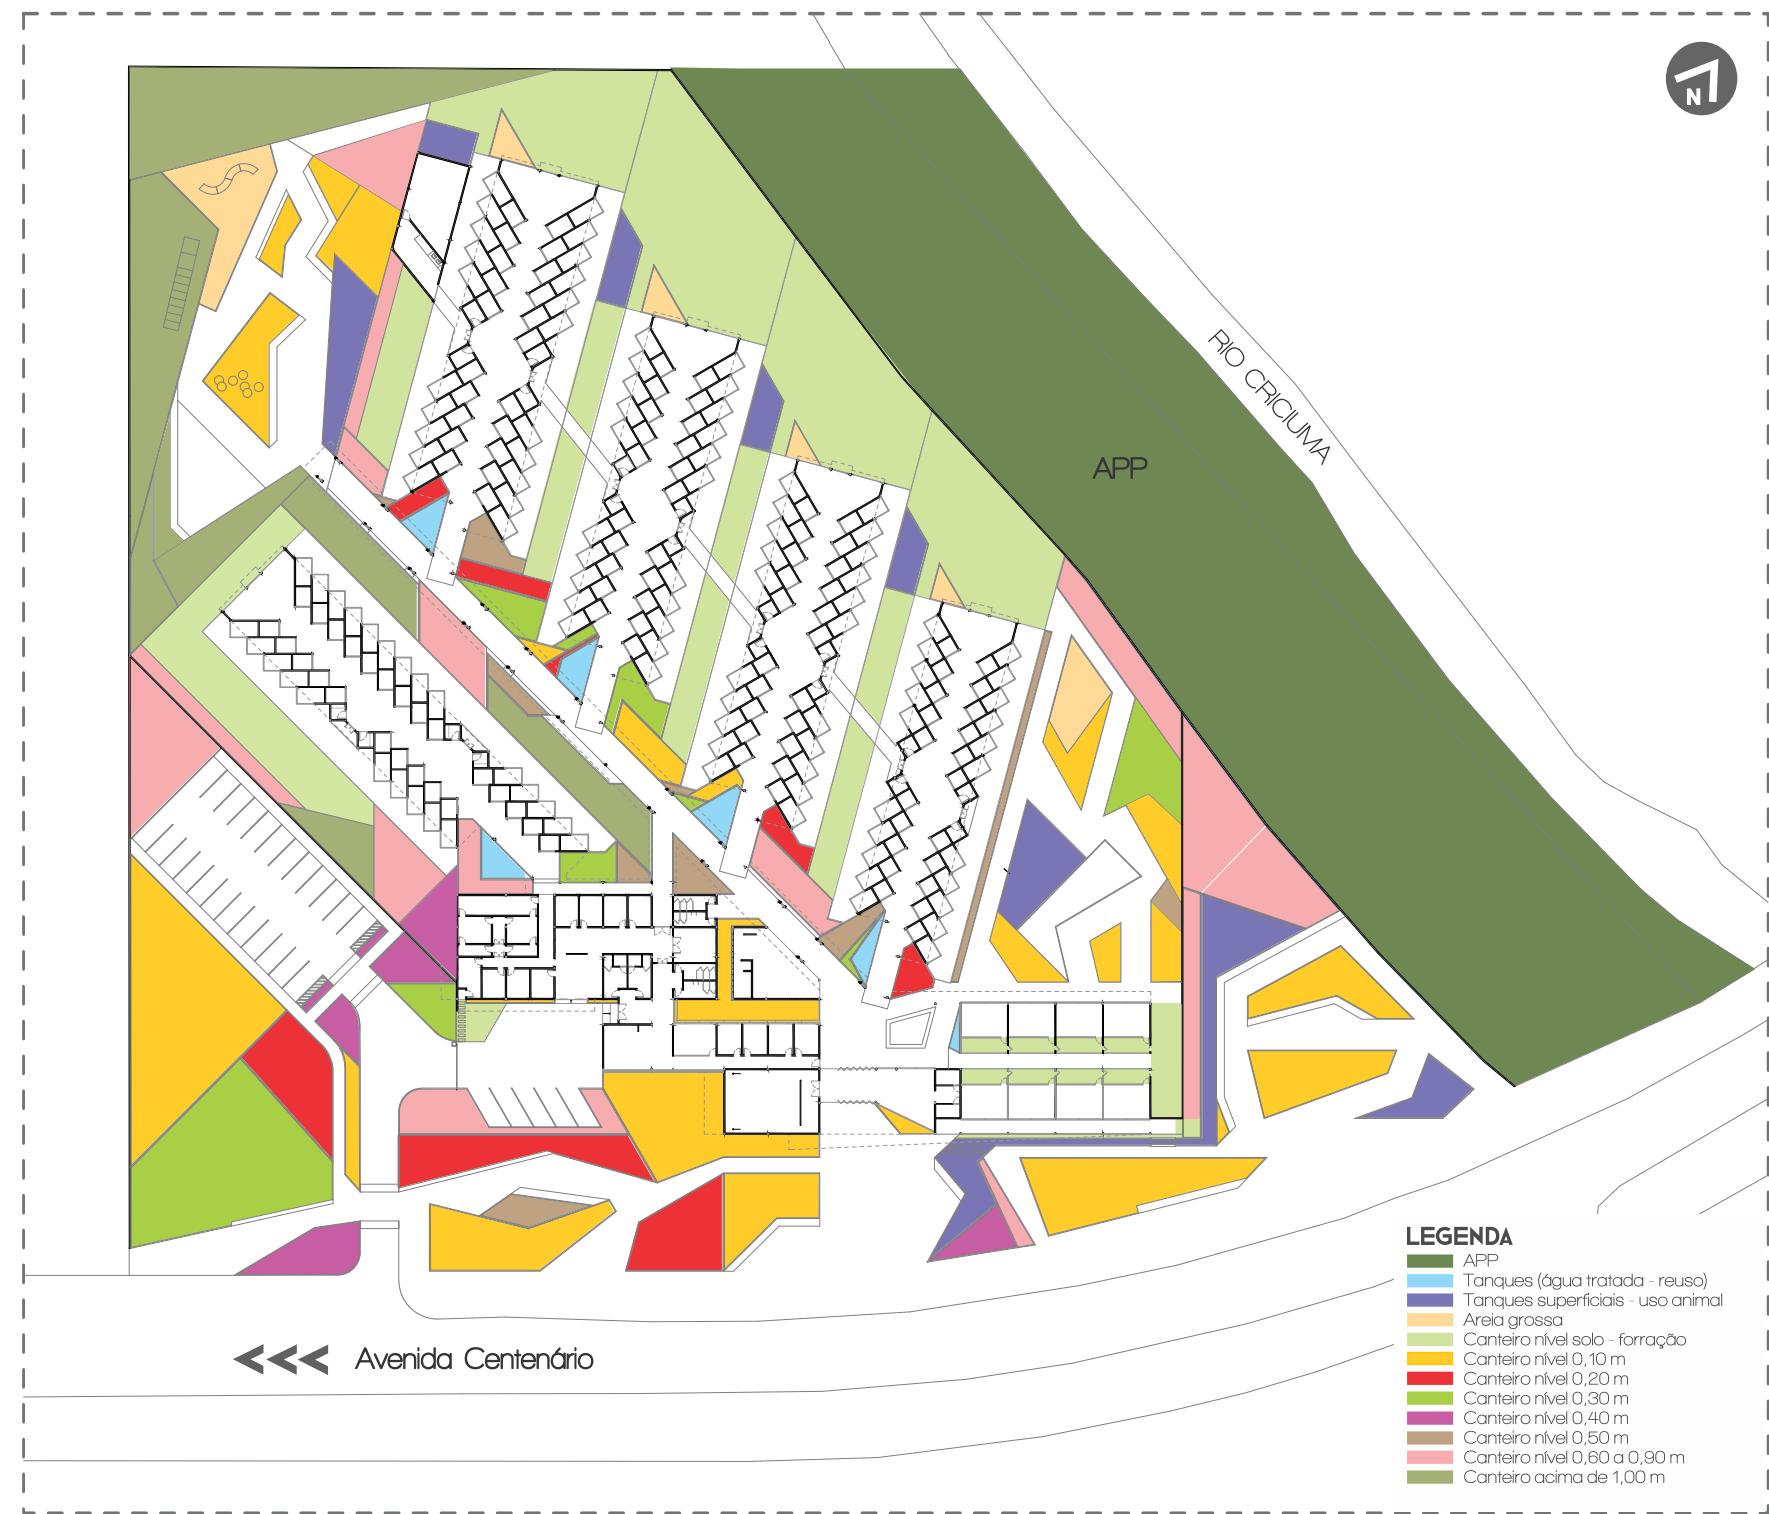 N
RIO CRICIUMA
APP
Avenida Centenário
LEGENDA
APP
Tanques (água tratada - reuso)
Tanques superficiais - uso animal
Areia grossa
Canteiro nível solo - forração
Canteiro nível 0,10 m
Canteiro nível 0,20 m
Canteiro nível 0,30 m
Canteiro nível 0,40 m
Canteiro nível 0,50 m
Canteiro nível 0,60 a 0,90 m
Canteiro acima de 1,00 m